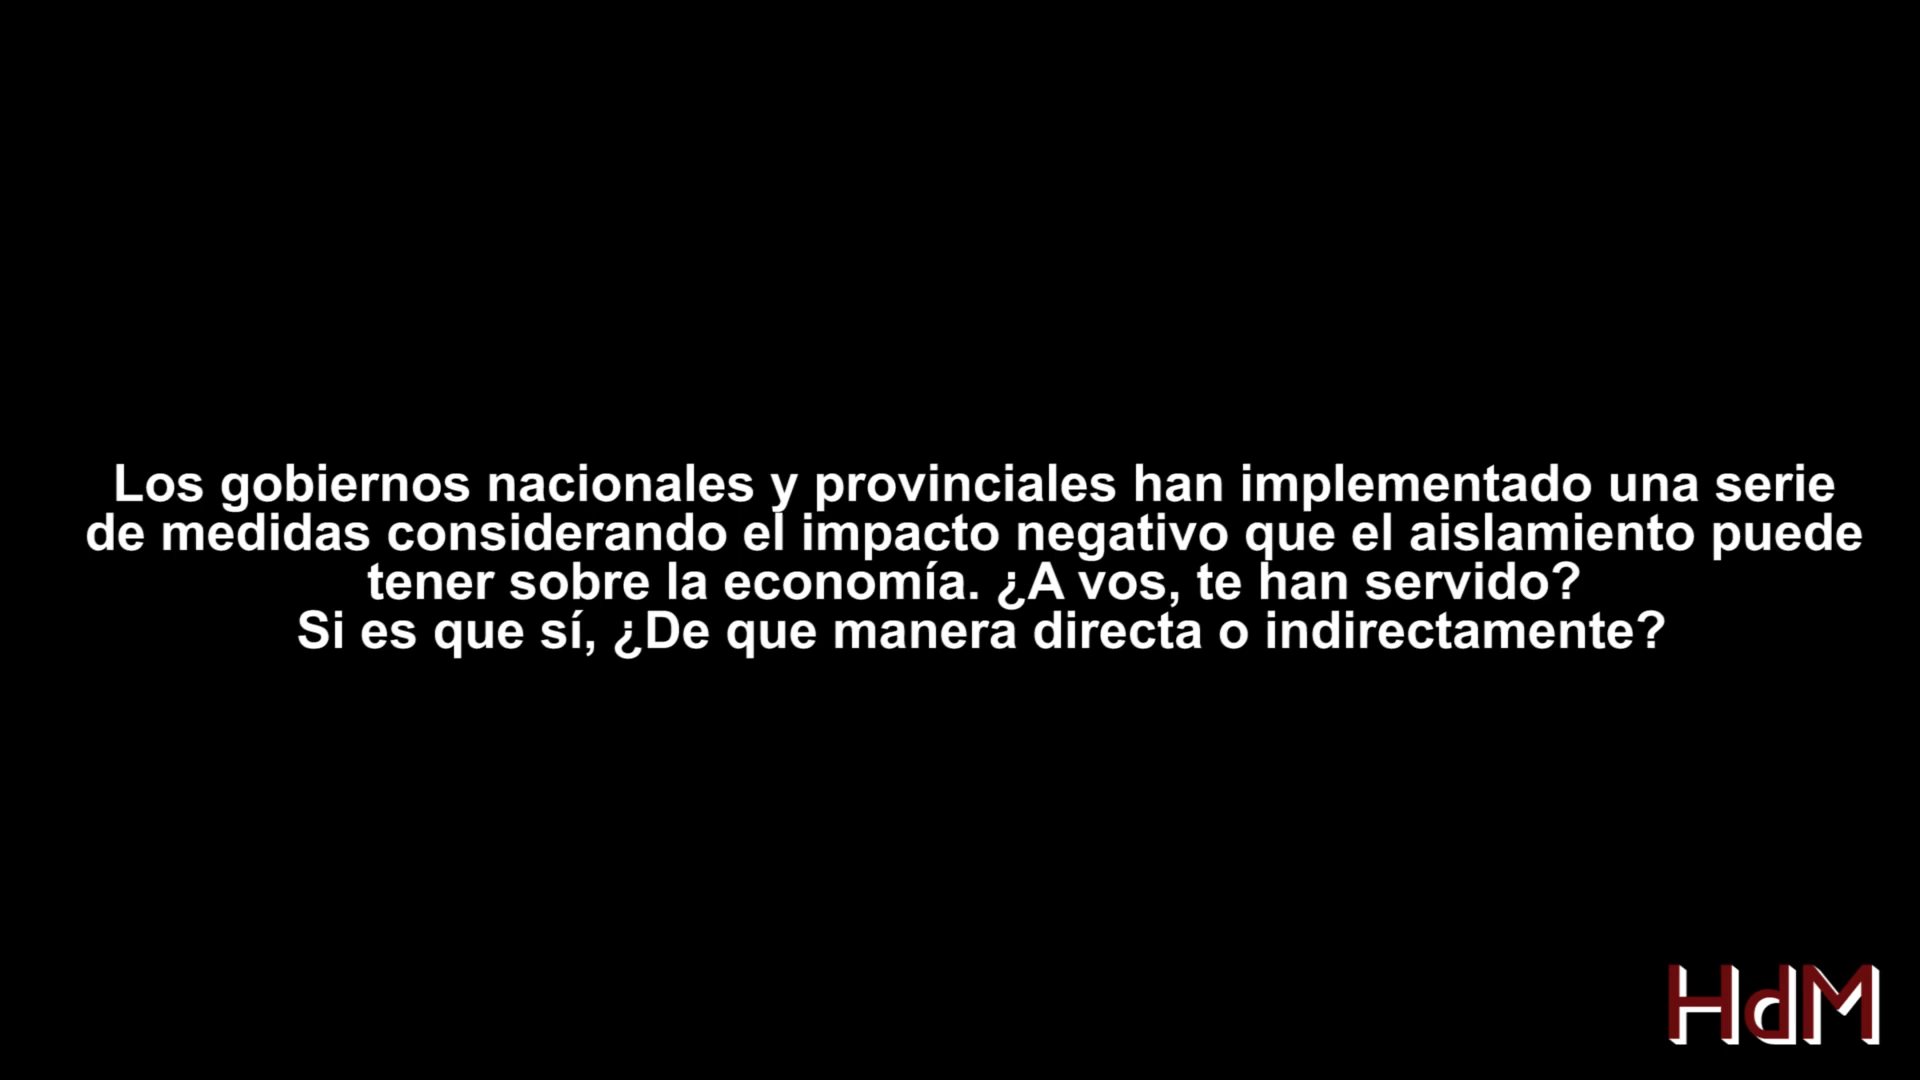 Los gobiernos nacionales y provinciales han implementado una serie
de medidas considerando el impacto negativo que el aislamiento puede
tener sobre la economía. ¿A vos, te han servido?
Si es que sí, ¿De que manera directa o indirectamente?
HdM